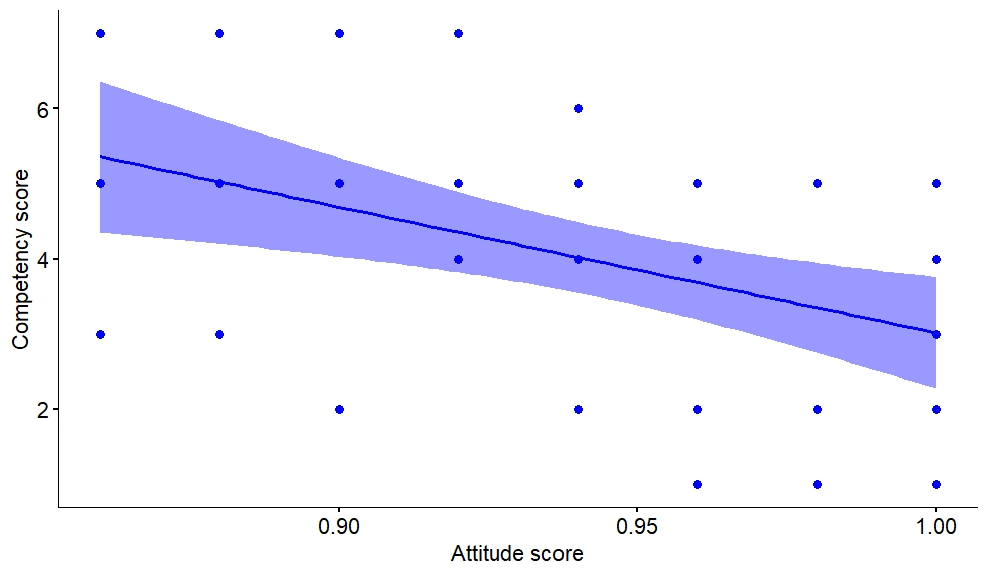 Competency score
6
4
2
0.90 0.95 1.00
Attitude score